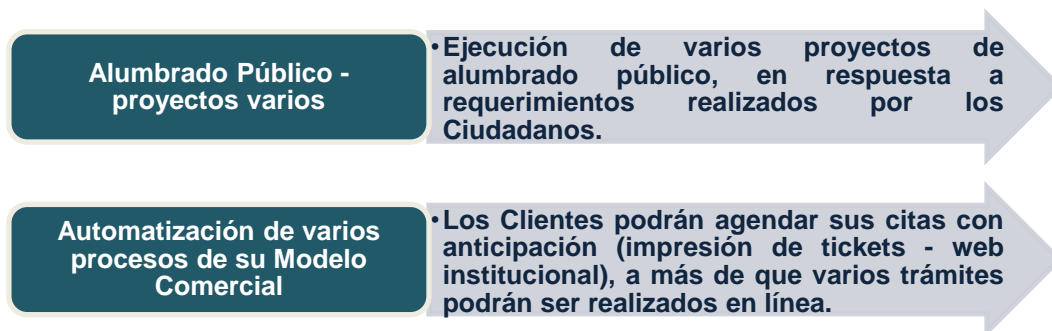 Alumbrado Público -
proyectos varios
•Ejecución de varios proyectos de
alumbrado público, en respuesta a
requerimientos realizados por los
Ciudadanos.
Automatización de varios
procesos de su Modelo
Comercial
•Los Clientes podrán agendar sus citas con
anticipación (impresión de tickets - web
institucional), a más de que varios trámites
podrán ser realizados en línea.